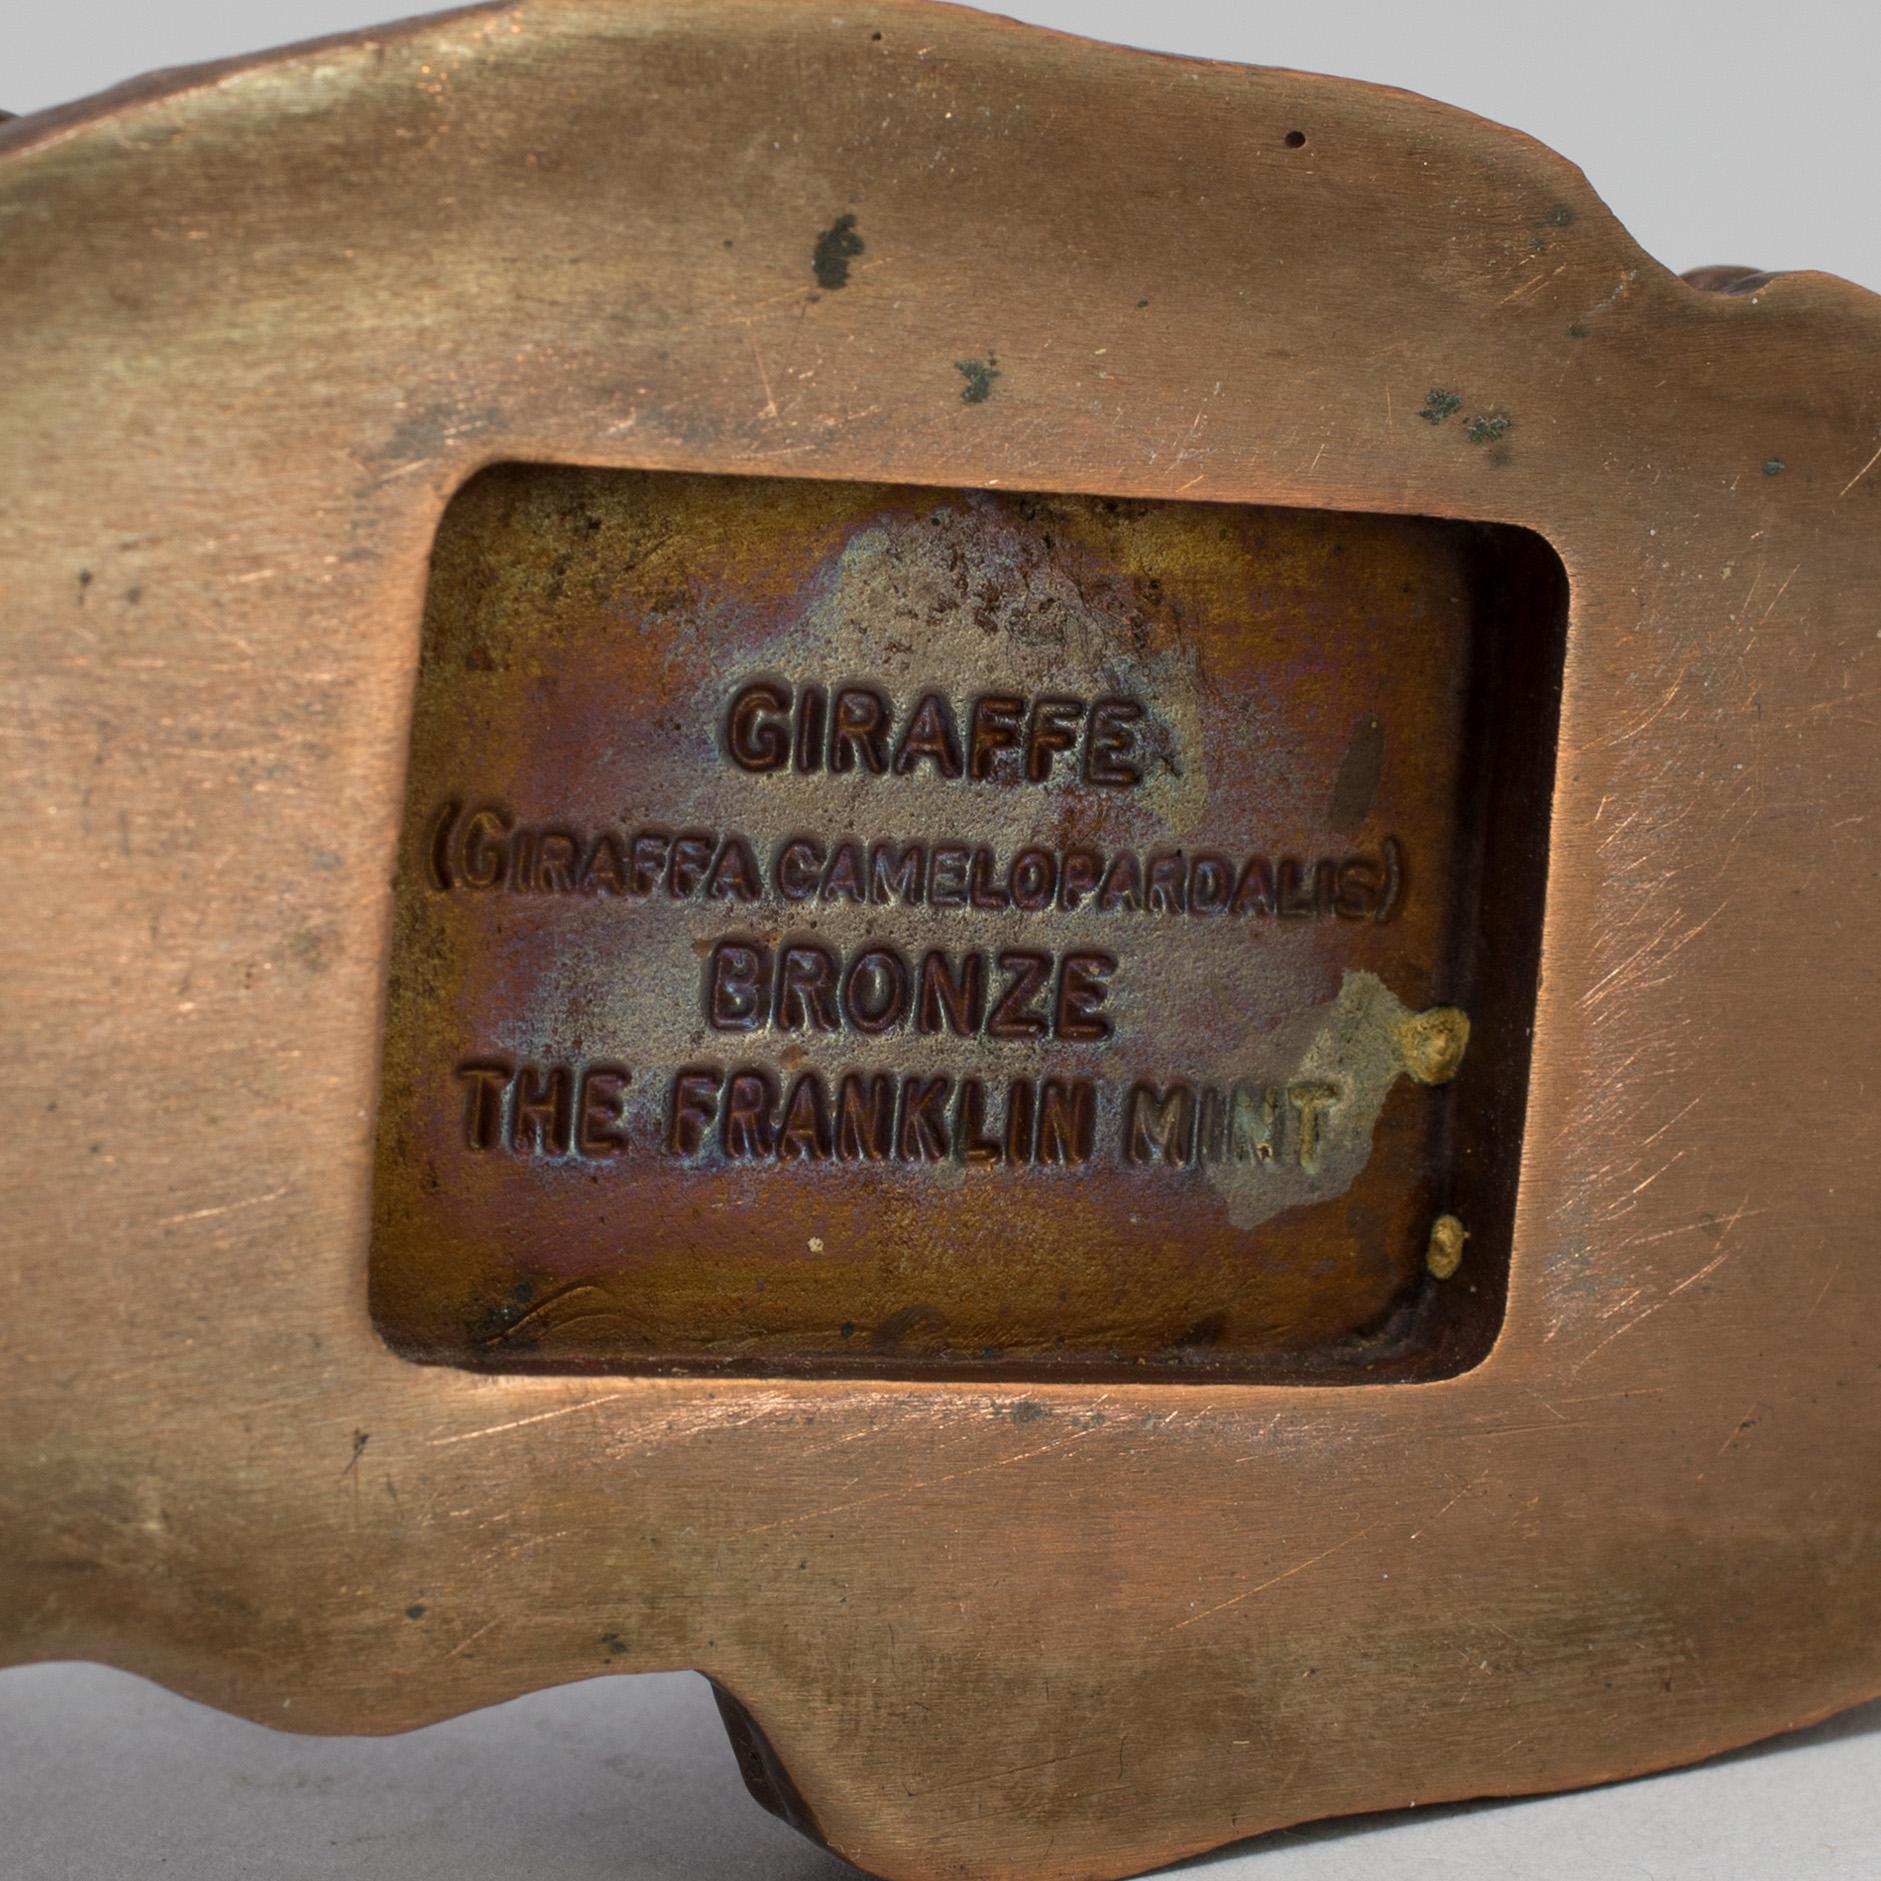 GIRAFFE
(GIRAFFA CAMELOPARDALIS)
BRONZE
THE FRANKLIN MINT